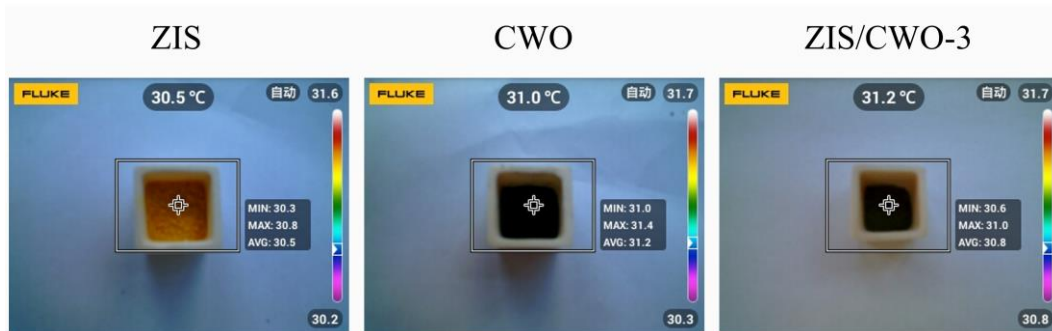 ZIS
CWO
ZIS/CWO-3
FLUKE
30.5 °C
自动
31.6
MIN: 30.3
MAX: 30.8
AVG: 30.5
30.2
FLUKE
31.0 °C
自动
31.7
MIN: 31.0
MAX: 31.4
AVG: 31.2
30.3
FLUKE
31.2 °C
自动
31.7
MIN: 30.6
MAX: 31.0
AVG: 30.8
30.8